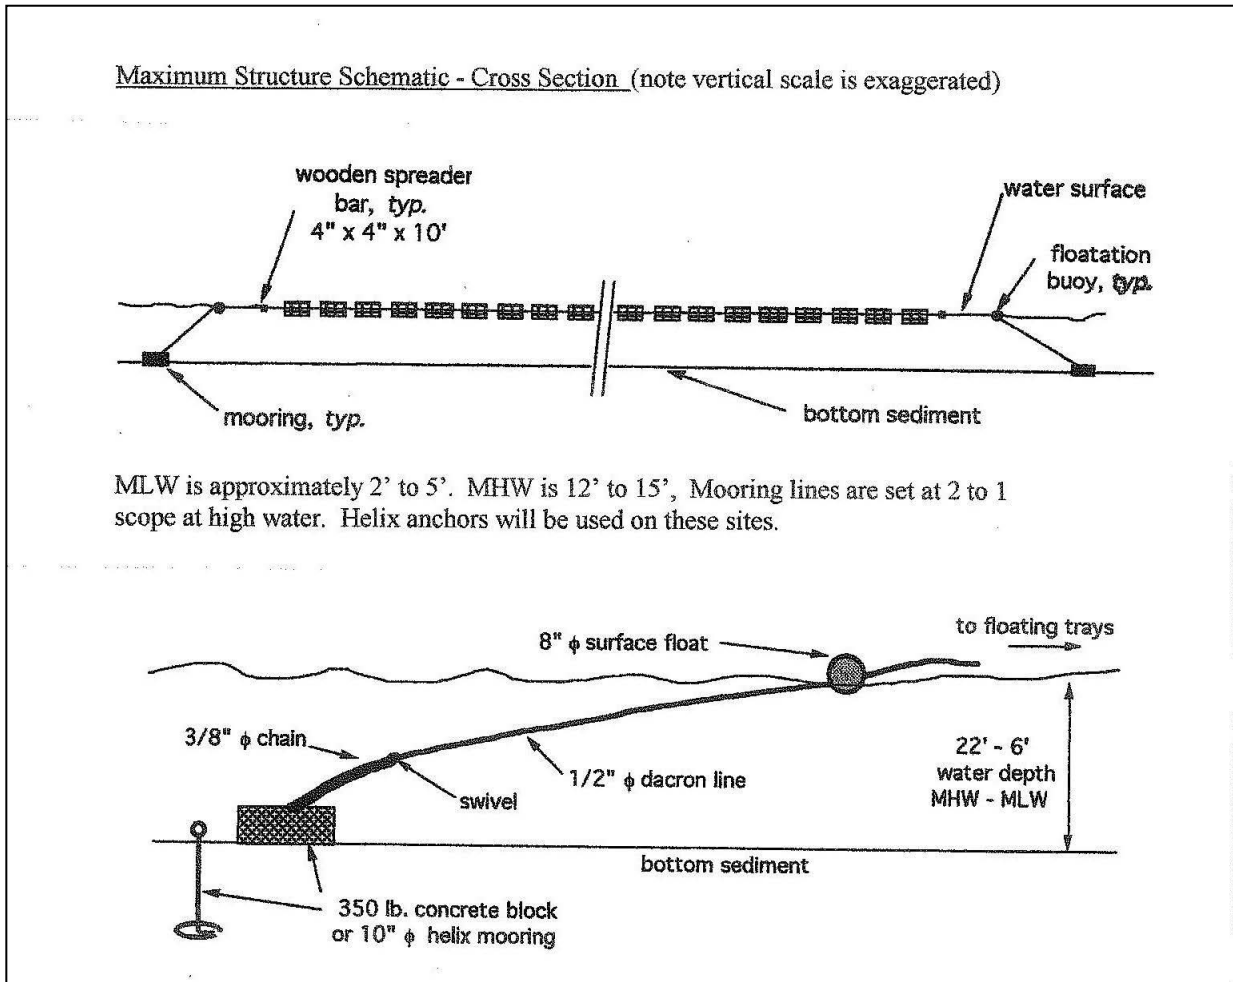 Maximum Structure Schematic - Cross Section (note vertical scale is exaggerated)
wooden spreader
bar, typ.
4" x 4" x 10'
water surface
floatation
buoy, typ.
mooring, typ.
bottom sediment
MLW is approximately 2' to 5'. MHW is 12' to 15', Mooring lines are set at 2 to 1
scope at high water. Helix anchors will be used on these sites.
to floating trays
8" ϕ surface float
3/8" ϕ chain
22' - 6'
water depth
MHW - MLW
1/2" ϕ dacron line
swivel
bottom sediment
350 lb. concrete block
or 10" ϕ helix mooring